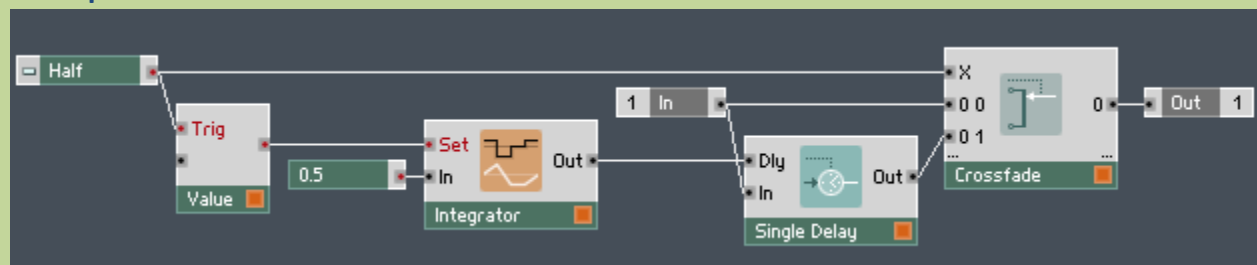 Half
Trig
Value
0.5
Set
In
Out
Integrator
1 In
Dly
In
Out
Single Delay
X
0 0
0 1
...
0
...
Crossfade
Out 1